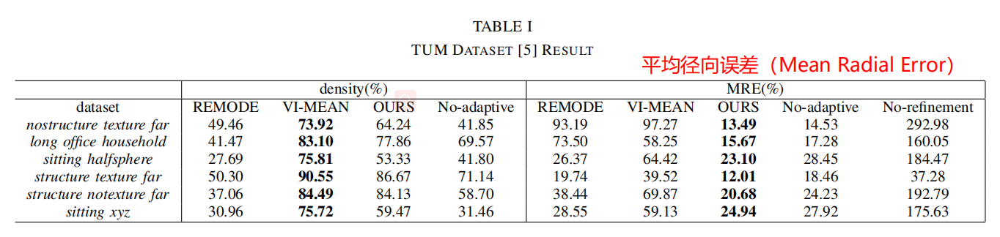 TABLE I
TUM DATASET [5] RESULT
平均径向误差（Mean Radial Error）
density(%) MRE(%)
dataset REMODE VI-MEAN OURS No-adaptive REMODE VI-MEAN OURS No-adaptive No-refinement
nostructure texture far 49.46 73.92 64.24 41.85 93.19 97.27 13.49 14.53 292.98
long office household 41.47 83.10 77.86 69.57 73.50 58.25 15.67 17.28 160.05
sitting halfsphere 27.69 75.81 53.33 41.80 26.37 64.42 23.10 28.45 184.47
structure texture far 50.30 90.55 86.67 71.14 19.74 39.52 12.01 18.46 37.28
structure notexture far 37.06 84.49 84.13 58.70 38.44 69.87 20.68 24.23 192.79
sitting xyz 30.96 75.72 59.47 31.46 28.55 59.13 24.94 27.92 175.63